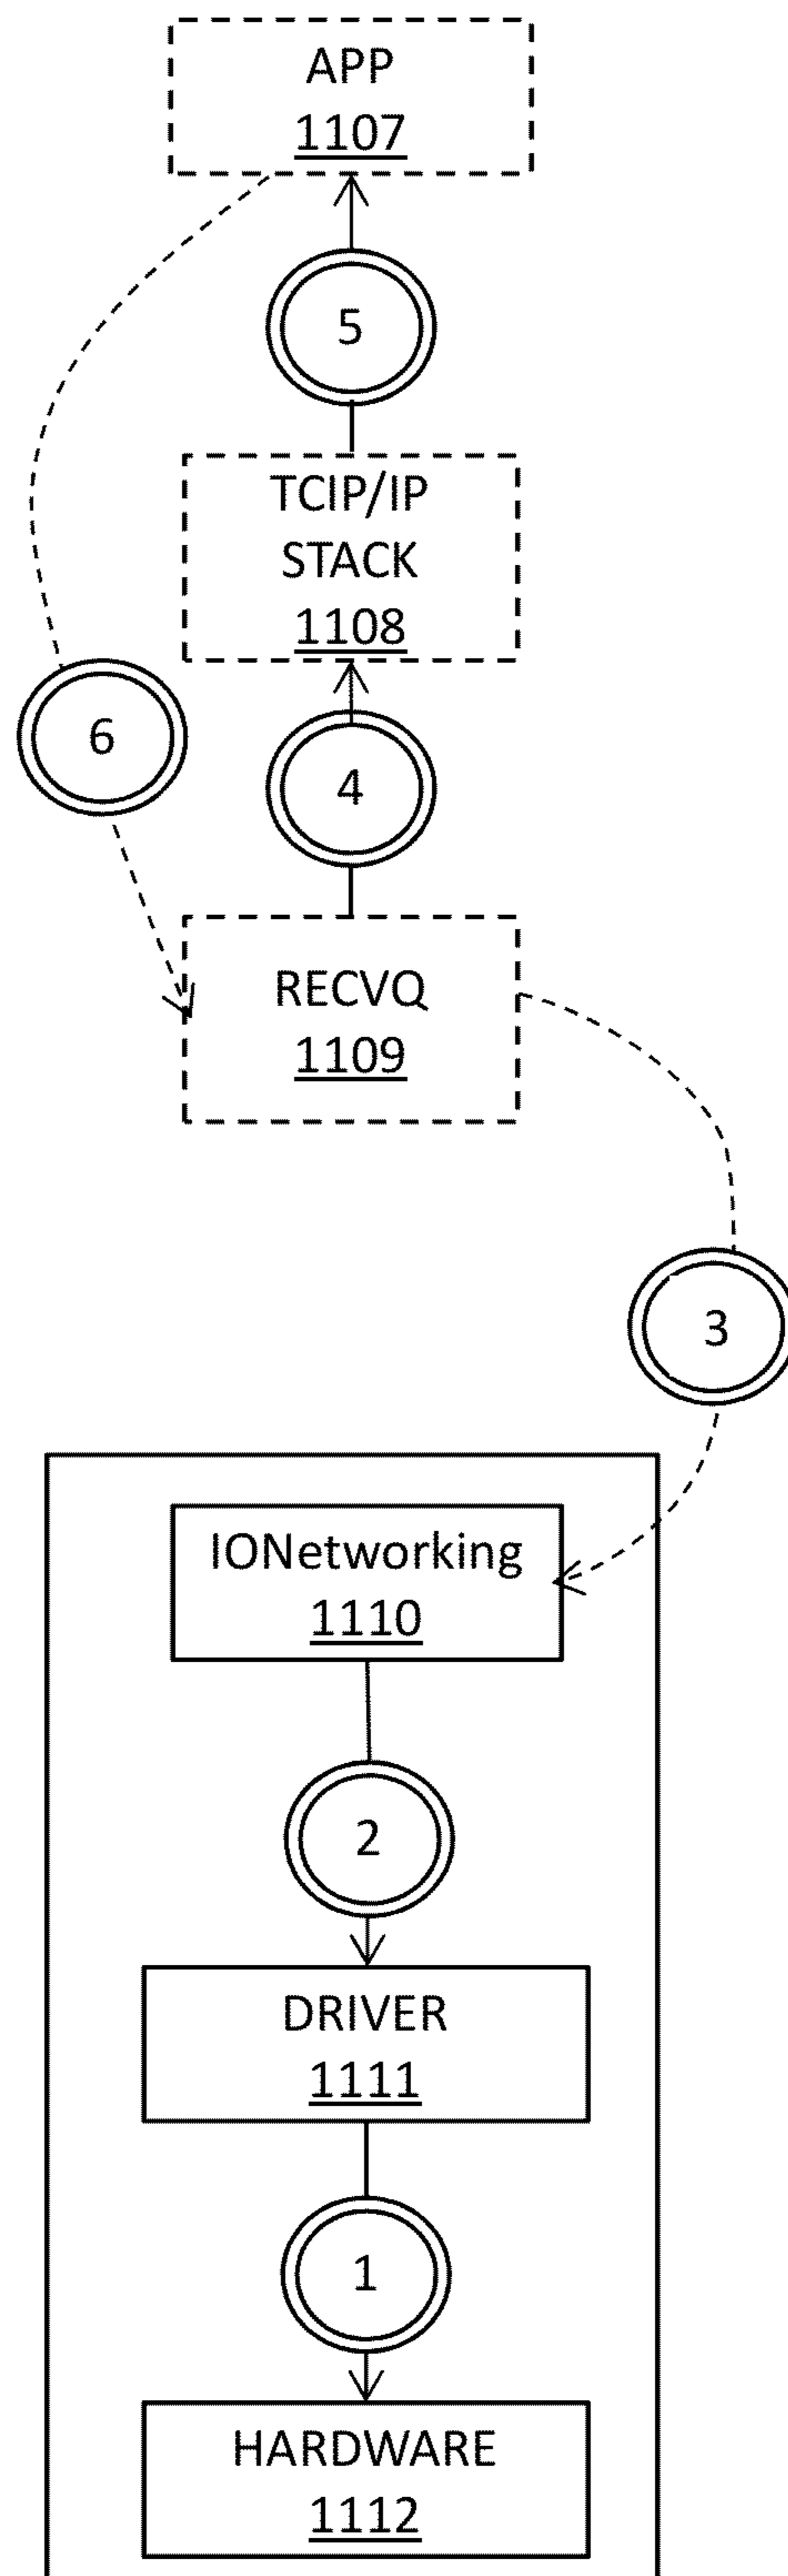 APP
1107
5
TCIP/IP
STACK
1108
6
4
RECVQ
1109
3
IONetworking
1110
2
DRIVER
1111
1
HARDWARE
1112